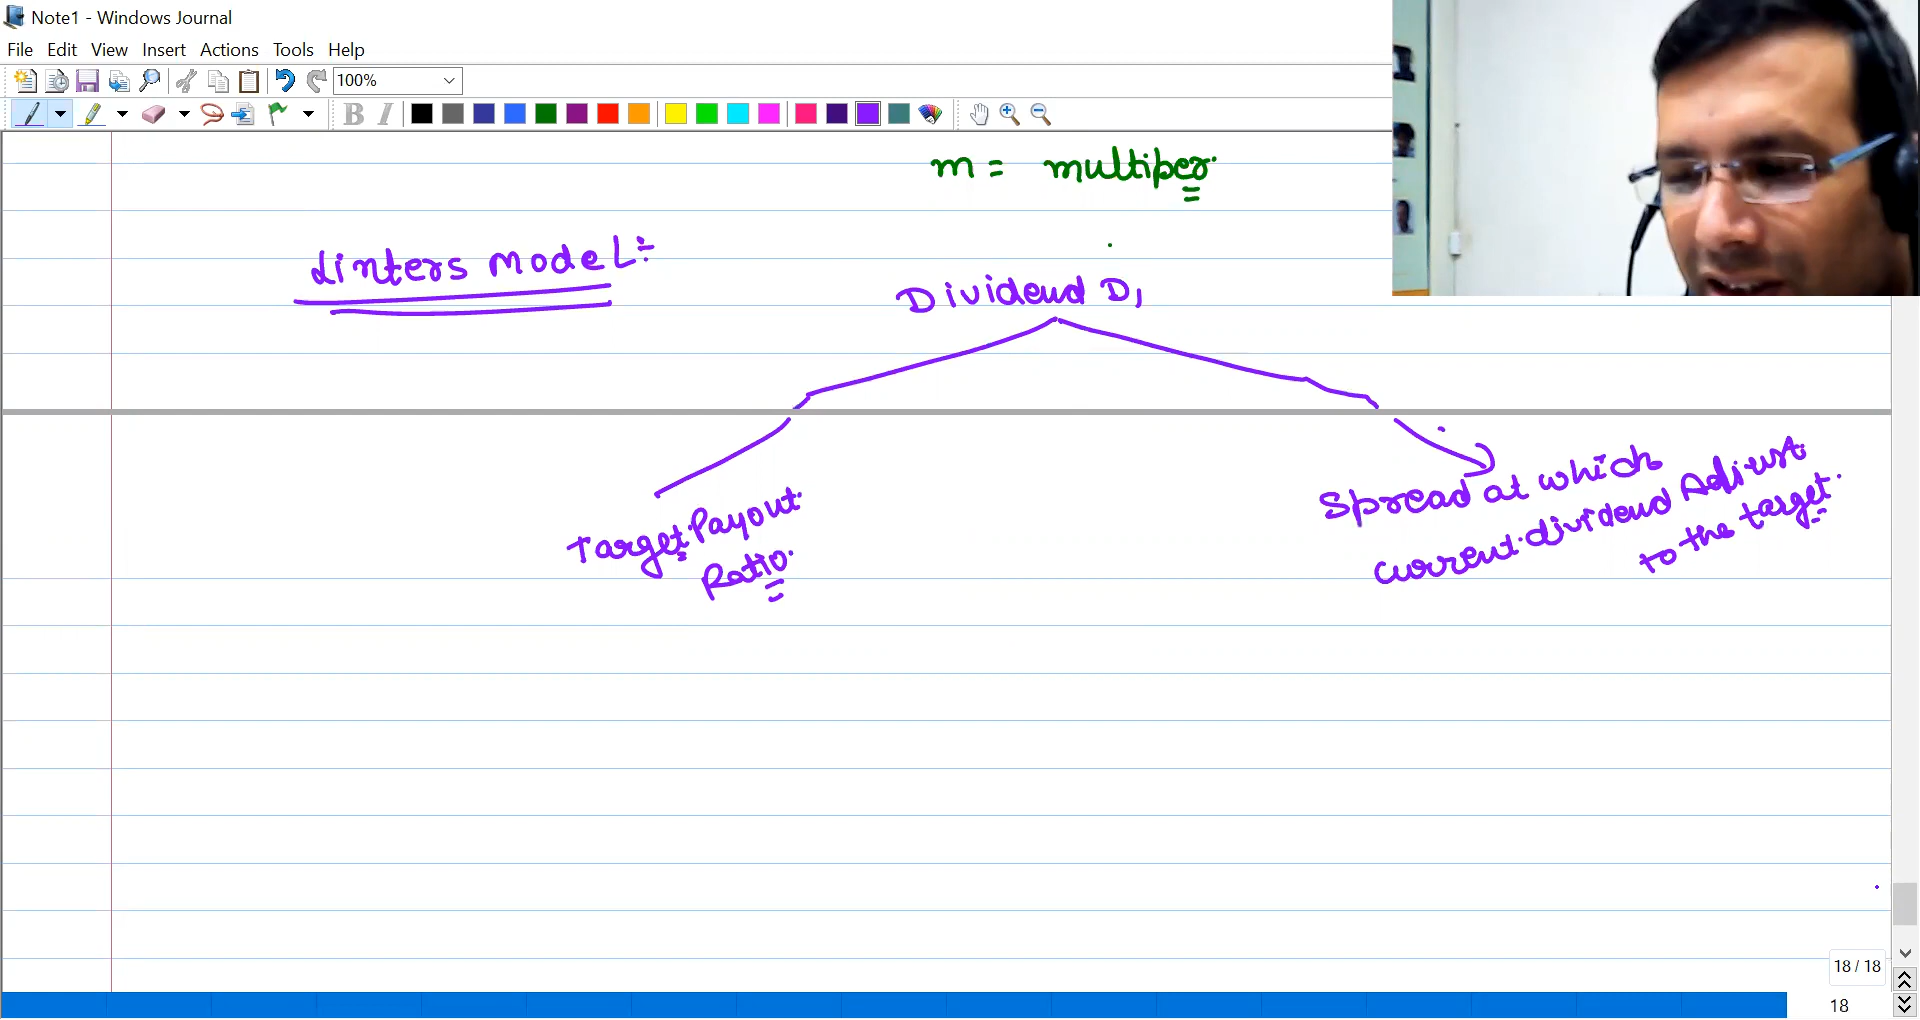 Note1 - Windows Journal
File Edit View Insert Actions Tools Help
100%
B I
m = multiper
Linters model:-
Dividend D1
Target Payout
Ratio
Spread at which
current dividend Adjust
to the target.
18 / 18
18